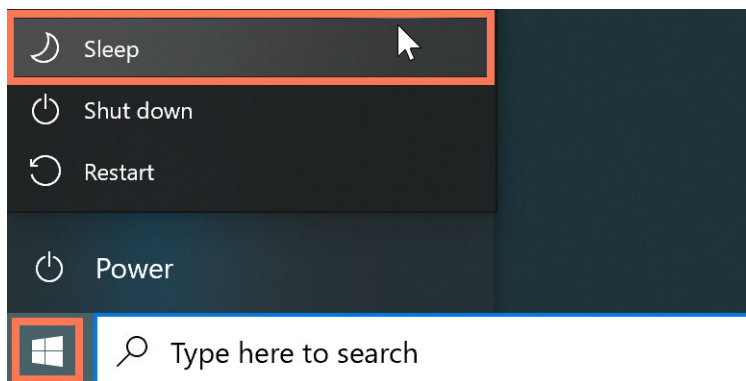 Sleep
Shut down
Restart
Power
Type here to search